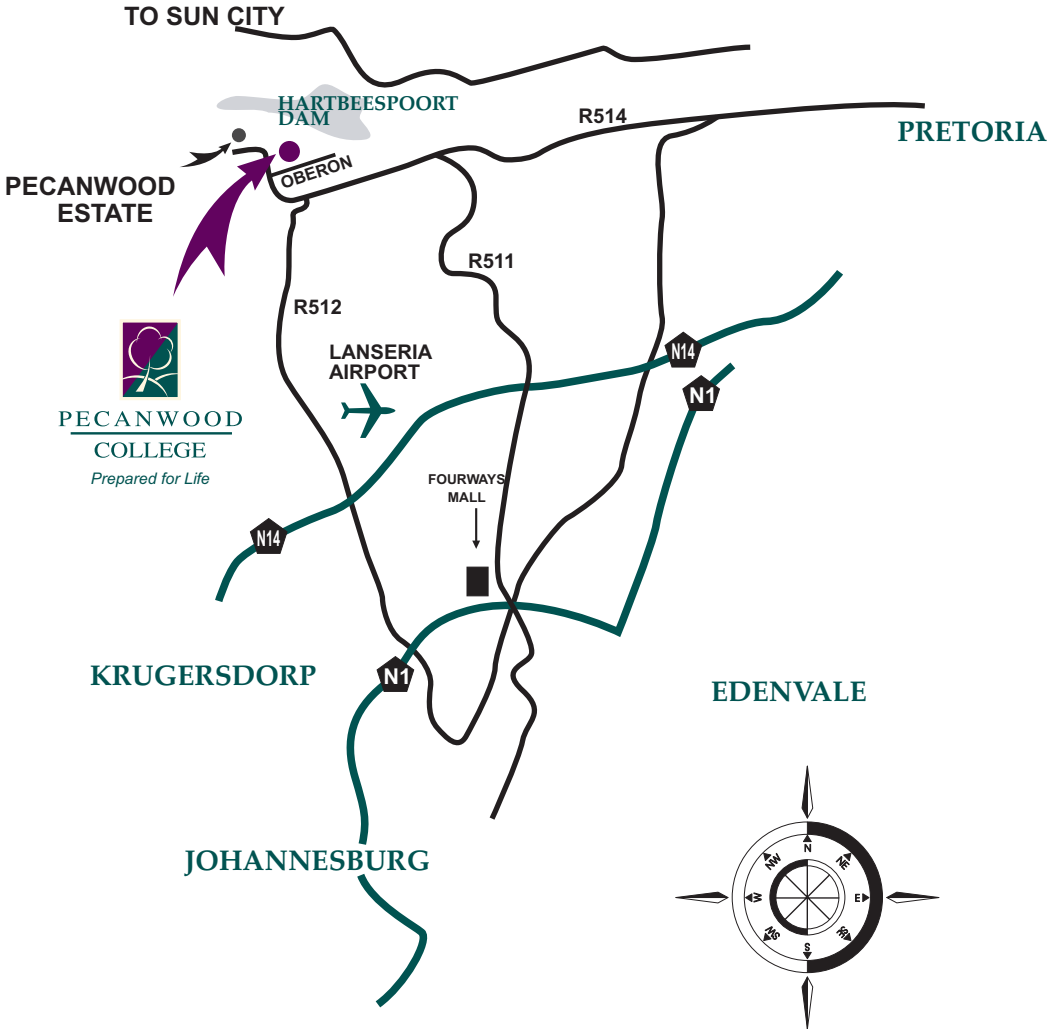 TO SUN CITY
HARTBEESPOORT
DAM
R514
PRETORIA
OBERON
PECANWOOD
ESTATE
R511
R512
N14
LANSERIA
AIRPORT
N1
PECANWOOD
COLLEGE
Prepared for Life
FOURWAYS
MALL
N14
KRUGERSDORP
N1
EDENVALE
JOHANNESBURG
N
NW
NE
W
E
SW
SE
S